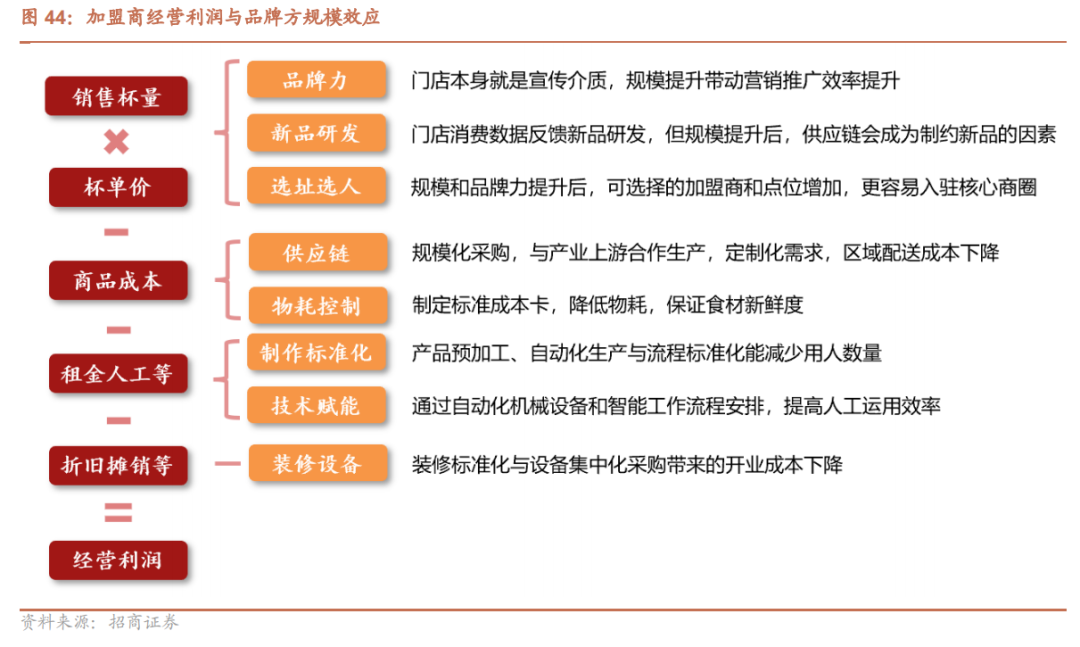 图 44：加盟商经营利润与品牌方规模效应
销售杯量
×
杯单价
—
商品成本
—
租金人工等
—
折旧摊销等
=
经营利润
品牌力 门店本身就是宣传介质，规模提升带动营销推广效率提升
新品研发 门店消费数据反馈新品研发，但规模提升后，供应链会成为制约新品的因素
选址选人 规模和品牌力提升后，可选择的加盟商和点位增加，更容易入驻核心商圈
供应链 规模化采购，与产业上游合作生产，定制化需求，区域配送成本下降
物耗控制 制定标准成本卡，降低物耗，保证食材新鲜度
制作标准化 产品预加工、自动化生产与流程标准化能减少用人数量
技术赋能 通过自动化机械设备和智能工作流程安排，提高人工运用效率
装修设备 装修标准化与设备集中化采购带来的开业成本下降
资料来源：招商证券